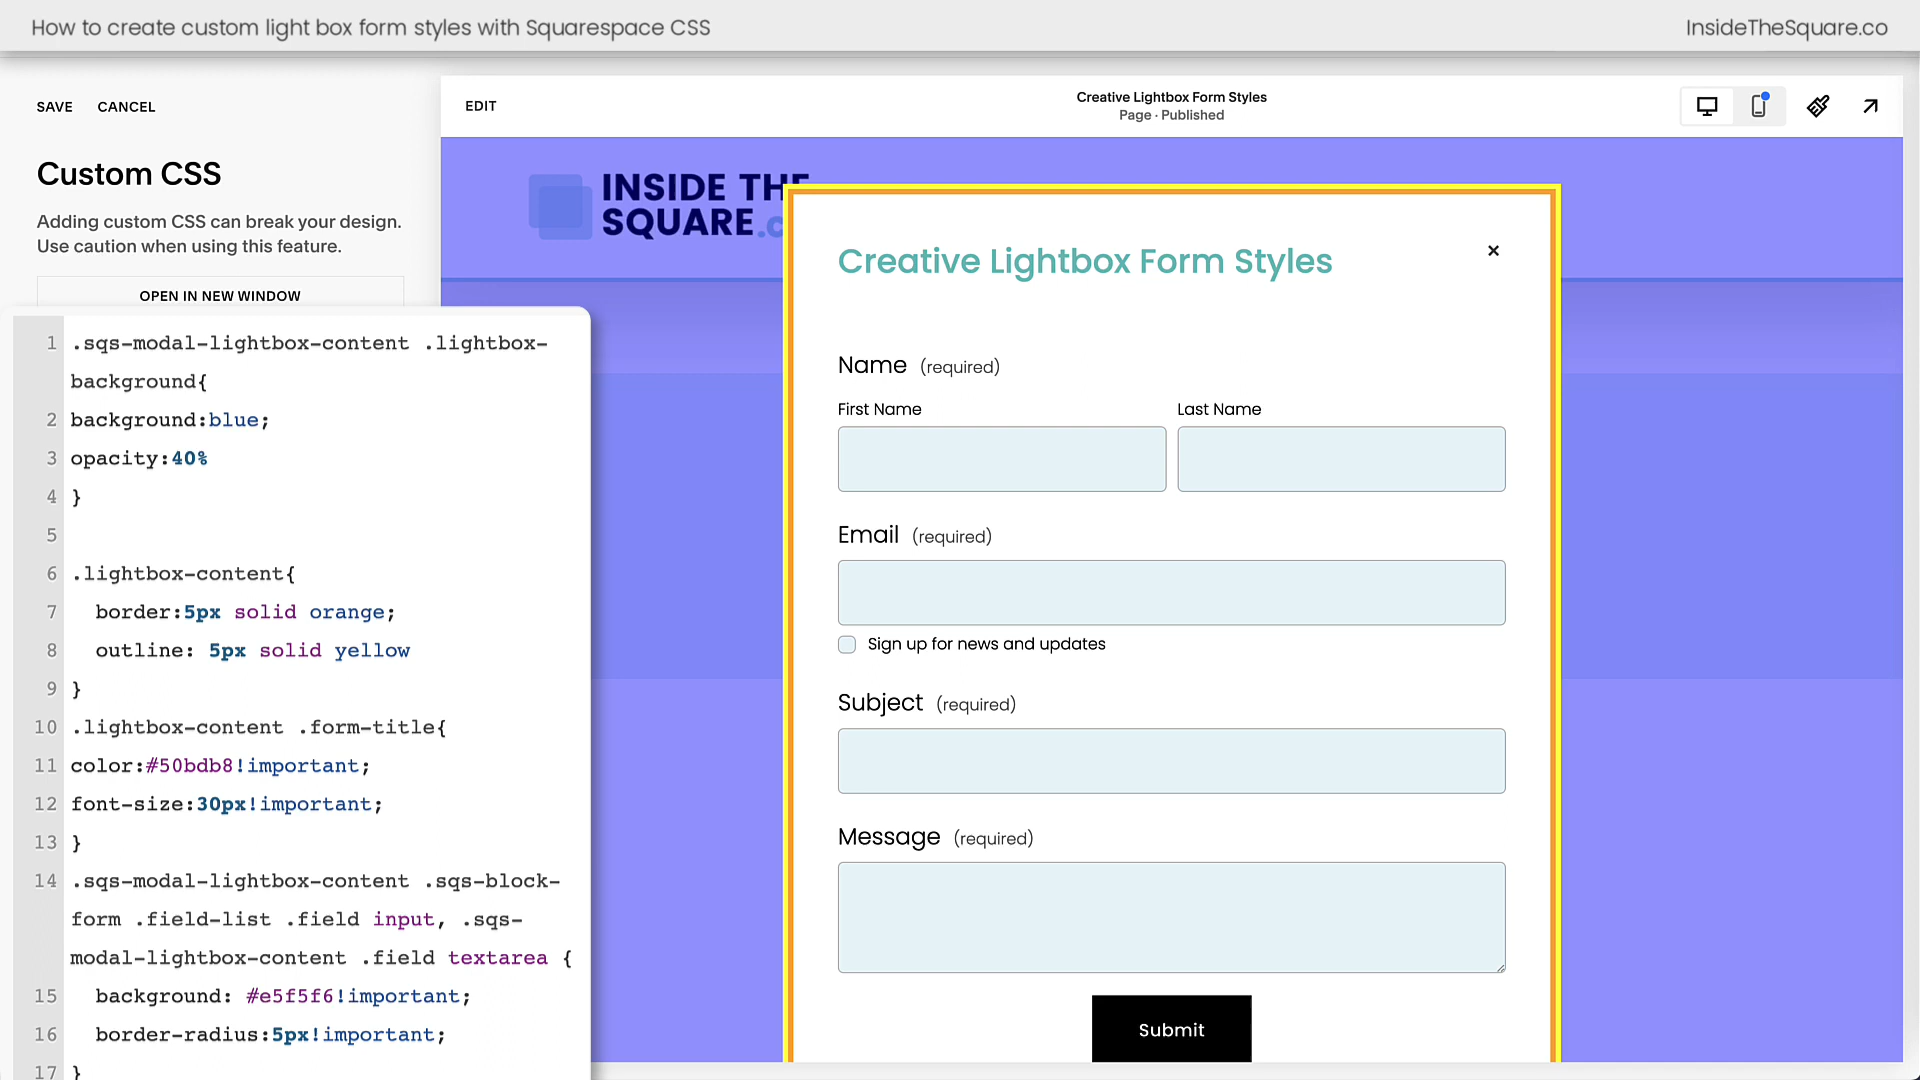 How to create custom light box form styles with Squarespace CSS
InsideTheSquare.co
SAVE CANCEL
Custom CSS
Adding custom CSS can break your design.
Use caution when using this feature.
OPEN IN NEW WINDOW
1 .sqs-modal-lightbox-content .lightbox-
background{
2 background:blue;
3 opacity:40%
4 }
5
6 .lightbox-content{
7 border:5px solid orange;
8 outline: 5px solid yellow
9 }
10 .lightbox-content .form-title{
11 color:#50bdb8!important;
12 font-size:30px!important;
13 }
14 .sqs-modal-lightbox-content .sqs-block-
form .field-list .field input, .sqs-
modal-lightbox-content .field textarea {
15 background: #e5f5f6!important;
16 border-radius:5px!important;
17 }
EDIT
Creative Lightbox Form Styles
Page · Published
INSIDE THE
SQUARE.c
Creative Lightbox Form Styles
×
Name (required)
First Name
Last Name
Email (required)
Sign up for news and updates
Subject (required)
Message (required)
Submit